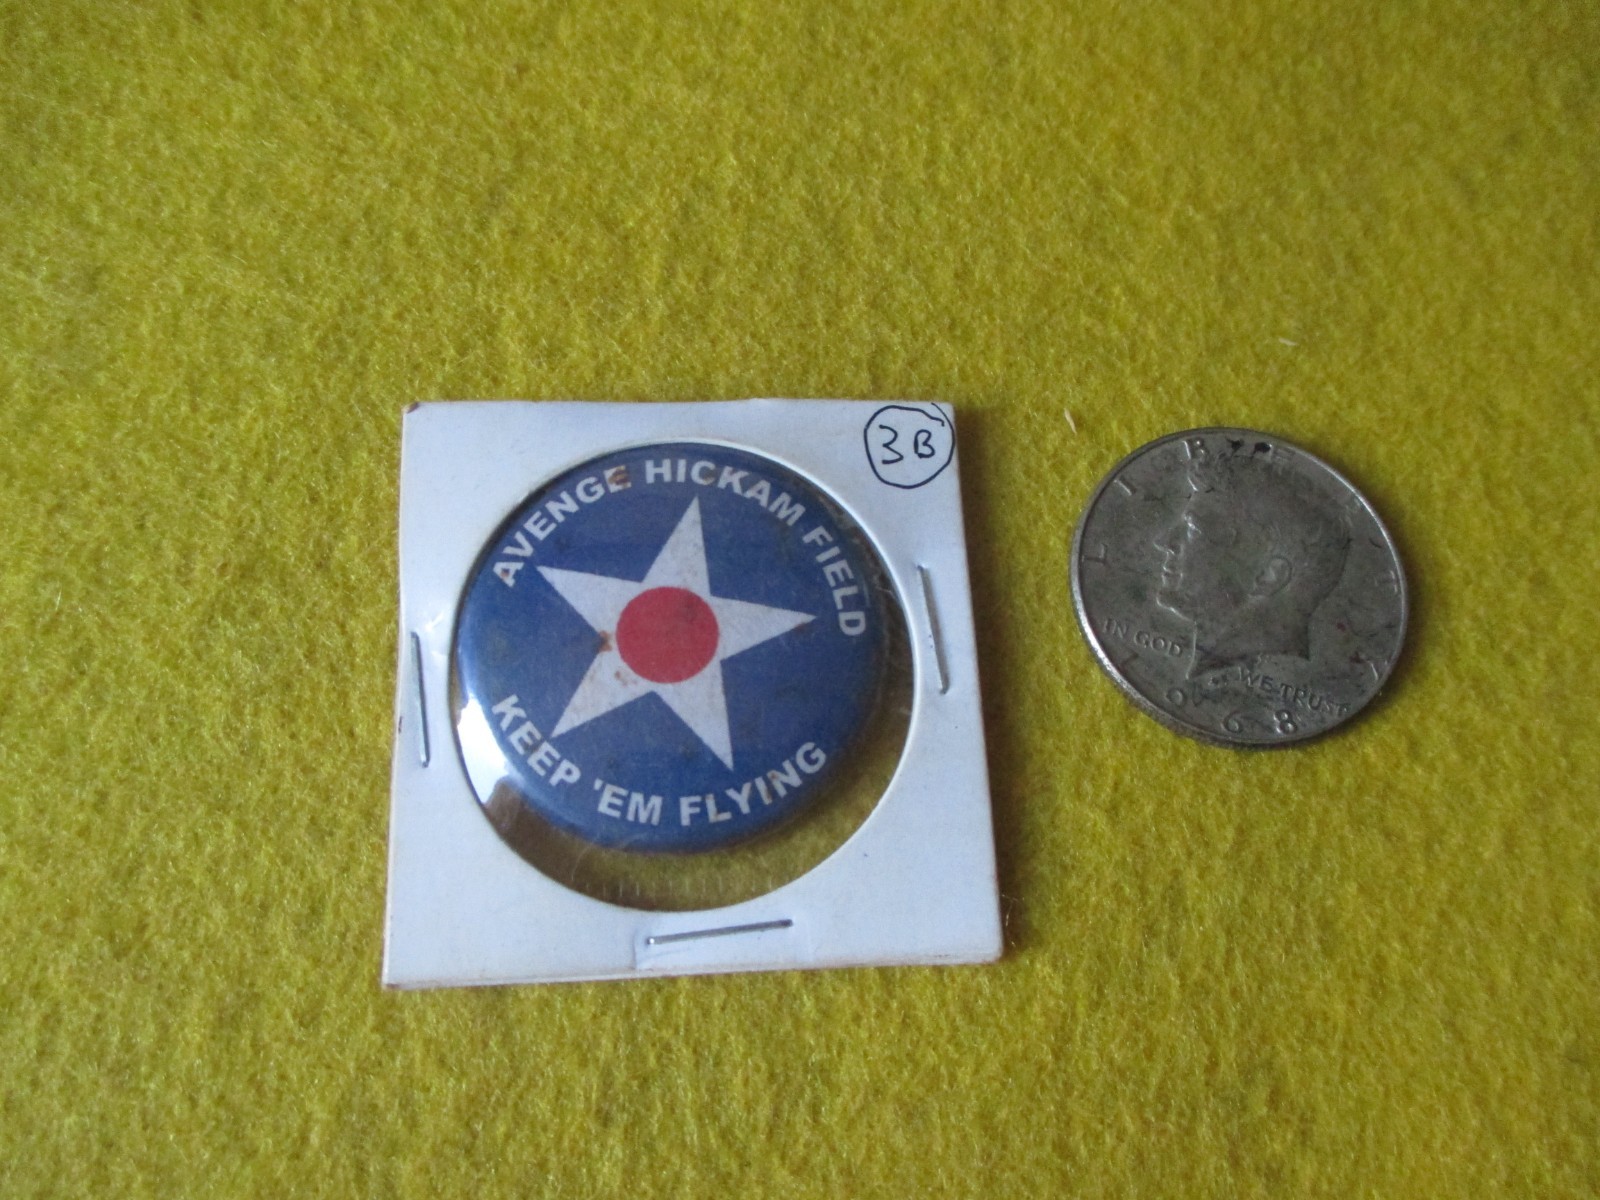 3B
AVENGE HICKAM FIELD
KEEP 'EM FLYING
LIBERTY
IN GOD WE TRUST
1968